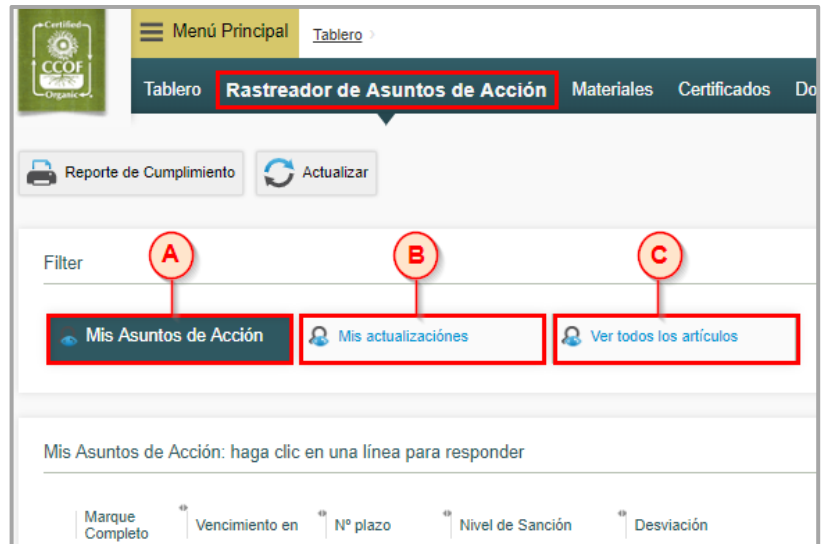 Certified
CCOF
Organic
Menú Principal
Tablero
Tablero Rastreador de Asuntos de Acción Materiales Certificados Do
Reporte de Cumplimiento Actualizar
Filter
A B C
Mis Asuntos de Acción Mis actualizaciónes Ver todos los artículos
Mis Asuntos de Acción: haga clic en una línea para responder
Marque
Completo Vencimiento en Nº plazo Nivel de Sanción Desviación